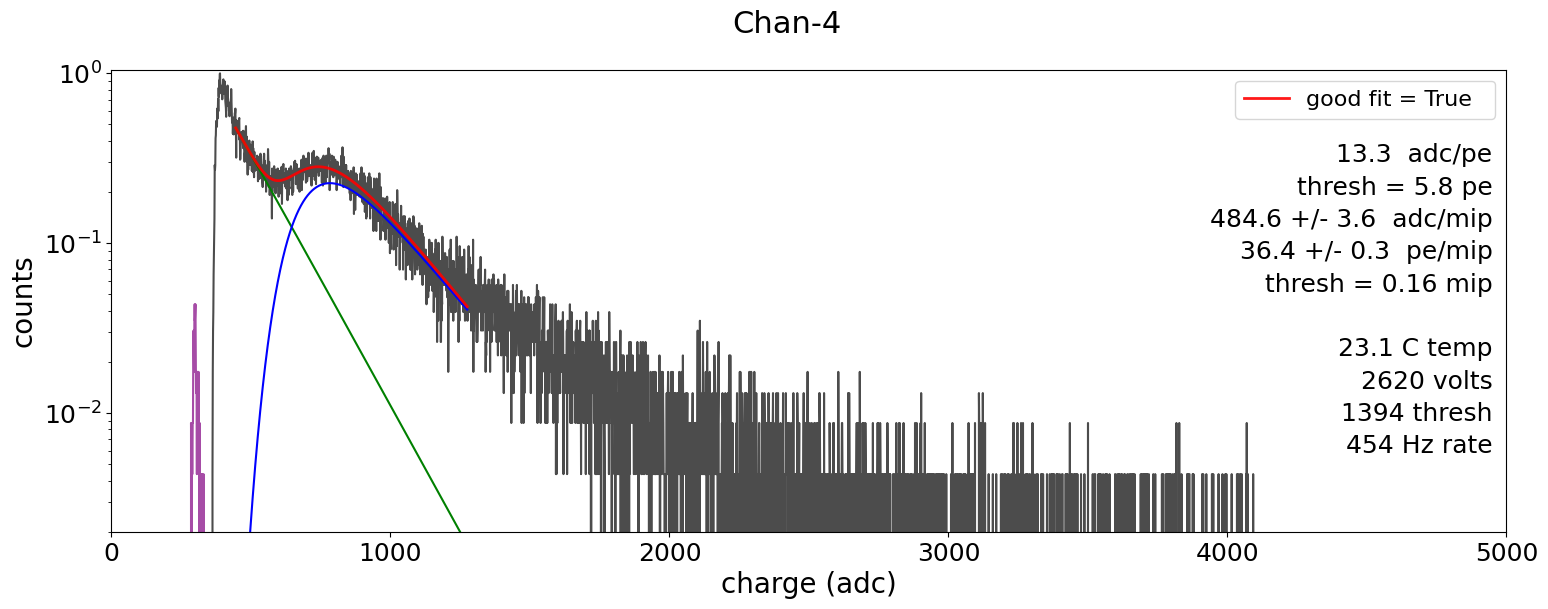 Chan-4
10⁰
10⁻¹
10⁻²
counts
good fit = True
13.3 adc/pe
thresh = 5.8 pe
484.6 +/- 3.6 adc/mip
36.4 +/- 0.3 pe/mip
thresh = 0.16 mip
23.1 C temp
2620 volts
1394 thresh
454 Hz rate
0 1000 2000 3000 4000 5000
charge (adc)